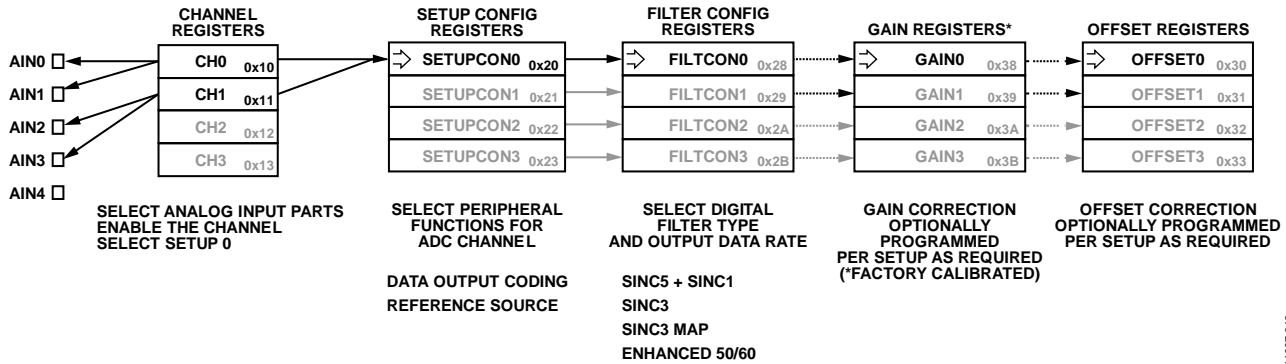 CHANNEL
REGISTERS
SETUP CONFIG
REGISTERS
FILTER CONFIG
REGISTERS
GAIN REGISTERS*
OFFSET REGISTERS
AIN0
AIN1
AIN2
AIN3
AIN4
CH0 0x10
CH1 0x11
CH2 0x12
CH3 0x13
SETUPCON0 0x20
SETUPCON1 0x21
SETUPCON2 0x22
SETUPCON3 0x23
FILTCON0 0x28
FILTCON1 0x29
FILTCON2 0x2A
FILTCON3 0x2B
GAIN0 0x38
GAIN1 0x39
GAIN2 0x3A
GAIN3 0x3B
OFFSET0 0x30
OFFSET1 0x31
OFFSET2 0x32
OFFSET3 0x33
SELECT ANALOG INPUT PARTS
ENABLE THE CHANNEL
SELECT SETUP 0
SELECT PERIPHERAL
FUNCTIONS FOR
ADC CHANNEL
DATA OUTPUT CODING
REFERENCE SOURCE
SELECT DIGITAL
FILTER TYPE
AND OUTPUT DATA RATE
SINC5 + SINC1
SINC3
SINC3 MAP
ENHANCED 50/60
GAIN CORRECTION
OPTIONALLY
PROGRAMMED
PER SETUP AS REQUIRED
(*FACTORY CALIBRATED)
OFFSET CORRECTION
OPTIONALLY PROGRAMMED
PER SETUP AS REQUIRED